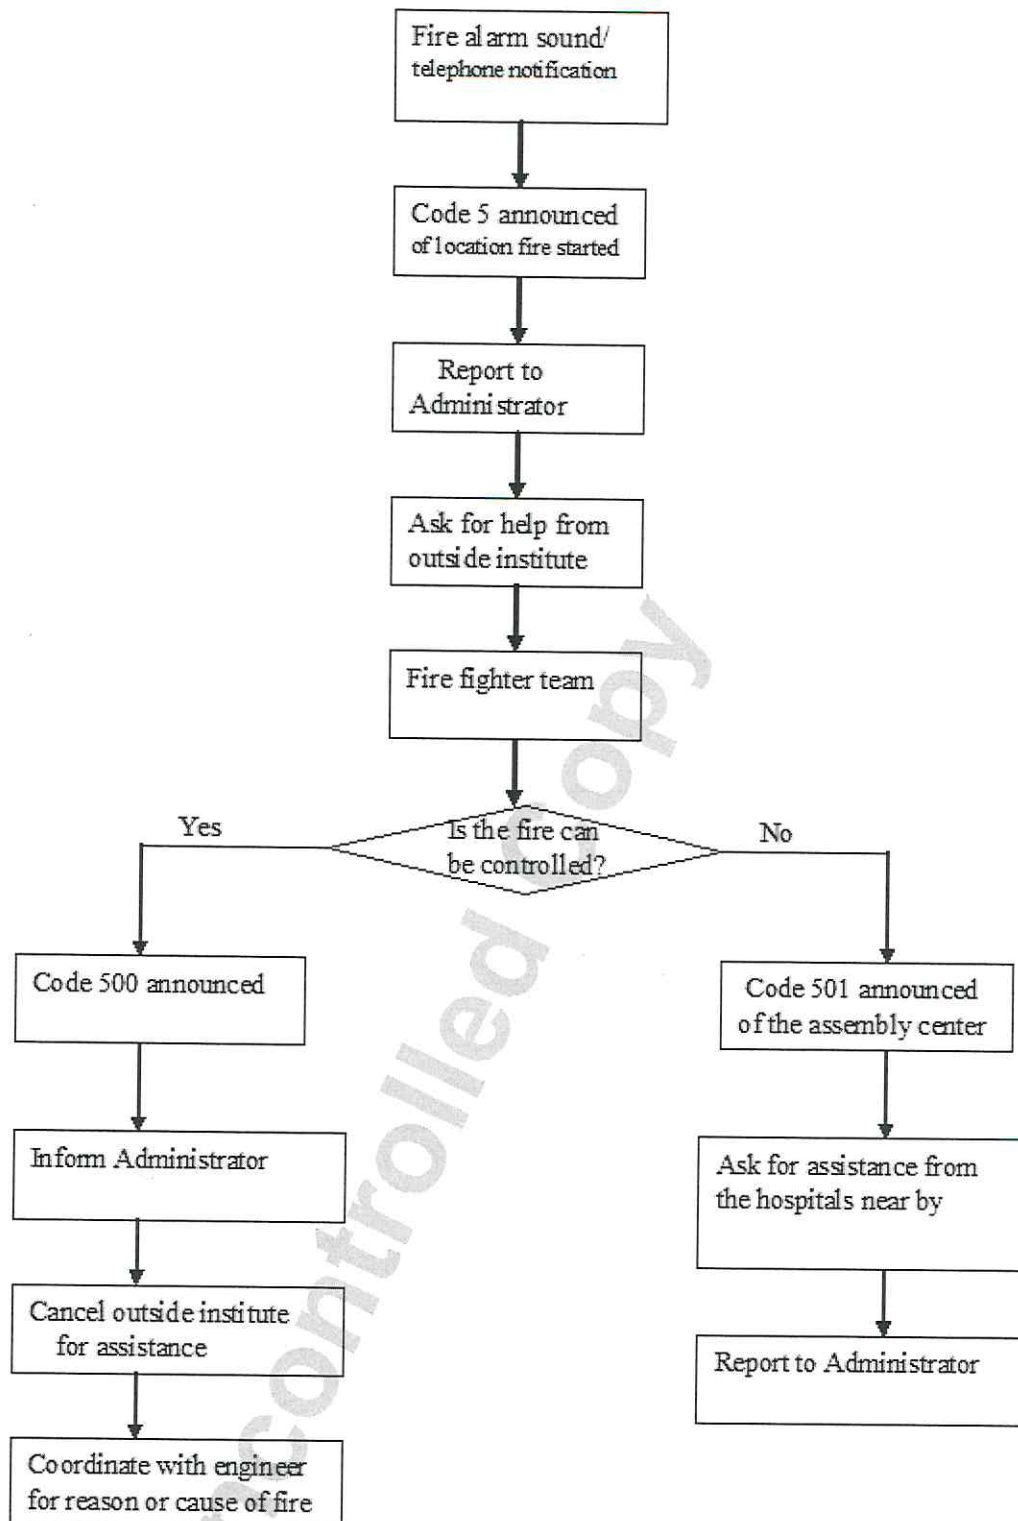 Fire alarm sound/
telephone notification
Code 5 announced
of location fire started
Report to
Administrator
Ask for help from
outside institute
Fire fighter team
Is the fire can
be controlled?
Yes
No
Code 500 announced
Code 501 announced
of the assembly center
Inform Administrator
Ask for assistance from
the hospitals near by
Cancel outside institute
for assistance
Report to Administrator
Coordinate with engineer
for reason or cause of fire
ncontrolled Copy